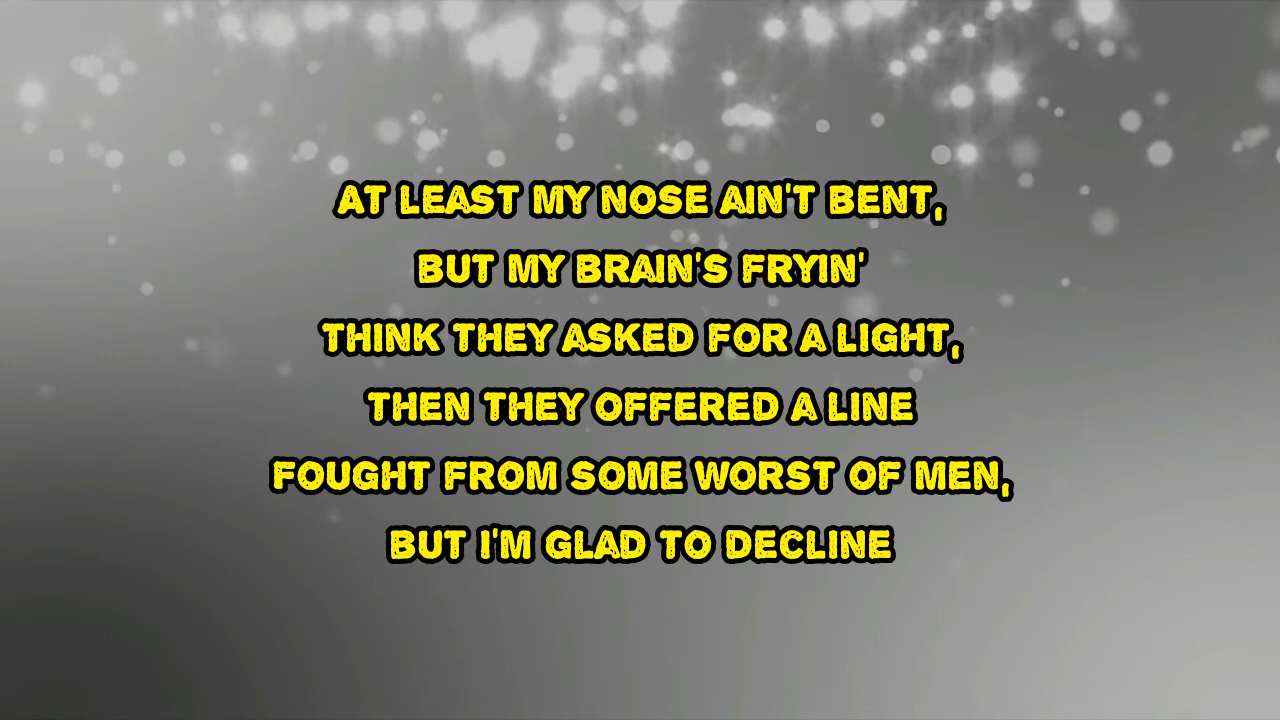 AT LEAST MY NOSE AIN'T BENT,
BUT MY BRAIN'S FRYIN'
THINK THEY ASKED FOR A LIGHT,
THEN THEY OFFERED A LINE
FOUGHT FROM SOME WORST OF MEN,
BUT I'M GLAD TO DECLINE